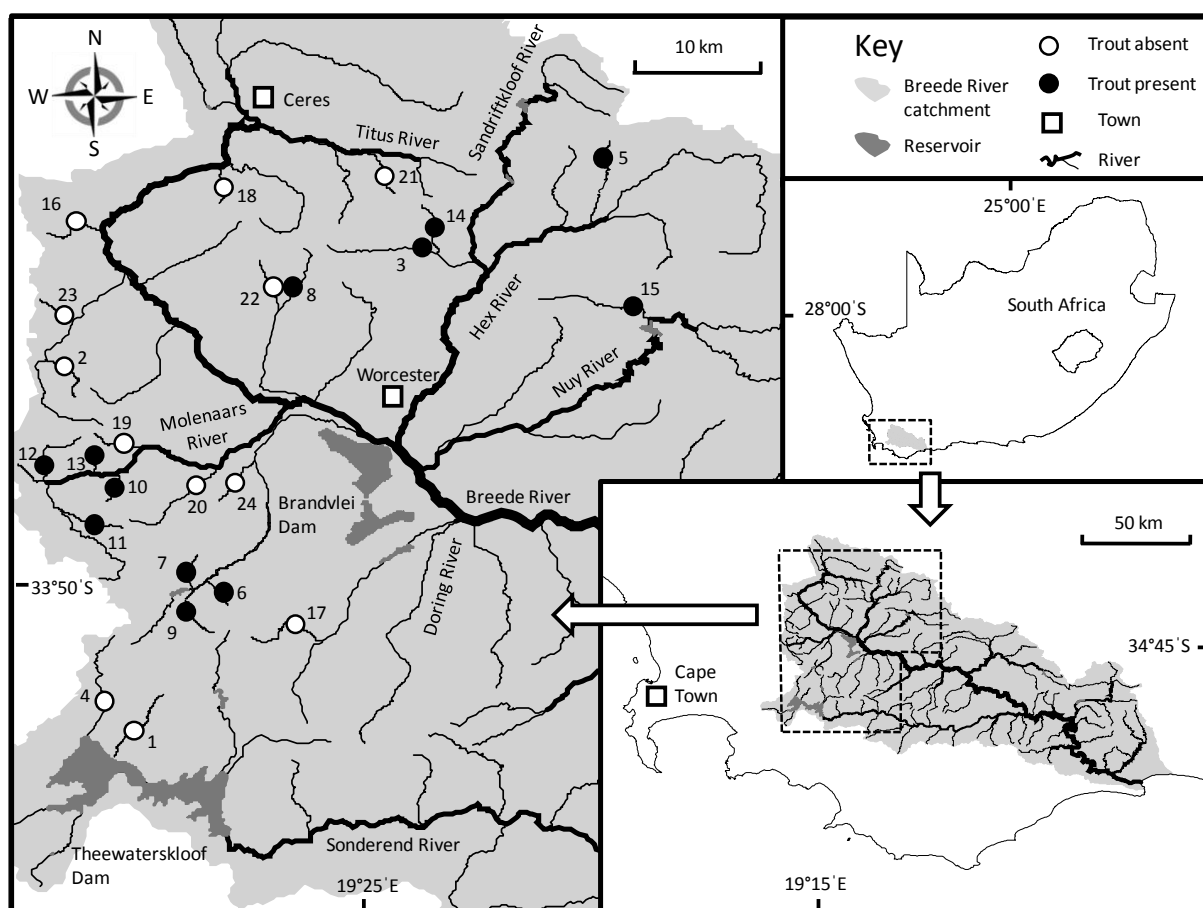 N
W
E
S
10 km
Ceres
Titus River
Sandriftkloof River
5
21
18
16
14
3
22
8
15
23
Hex River
2
Nuy River
Worcester
Molenaars
River
19
12
13
10
20
24
Brandvlei
Dam
Breede River
11
7
33°50'S
6
9
17
Doring River
4
1
Theewaterskloof
Dam
Sonderend River
19°25'E
Key
Trout absent
Breede River
catchment
Trout present
Town
Reservoir
River
25°00'E
28°00'S
South Africa
50 km
34°45'S
Cape
Town
19°15'E